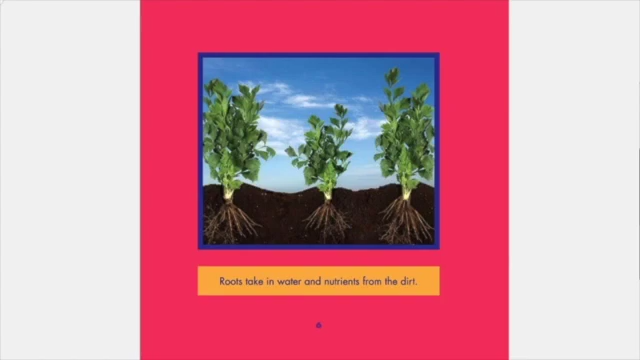 Roots take in water and nutrients from the dirt.
6